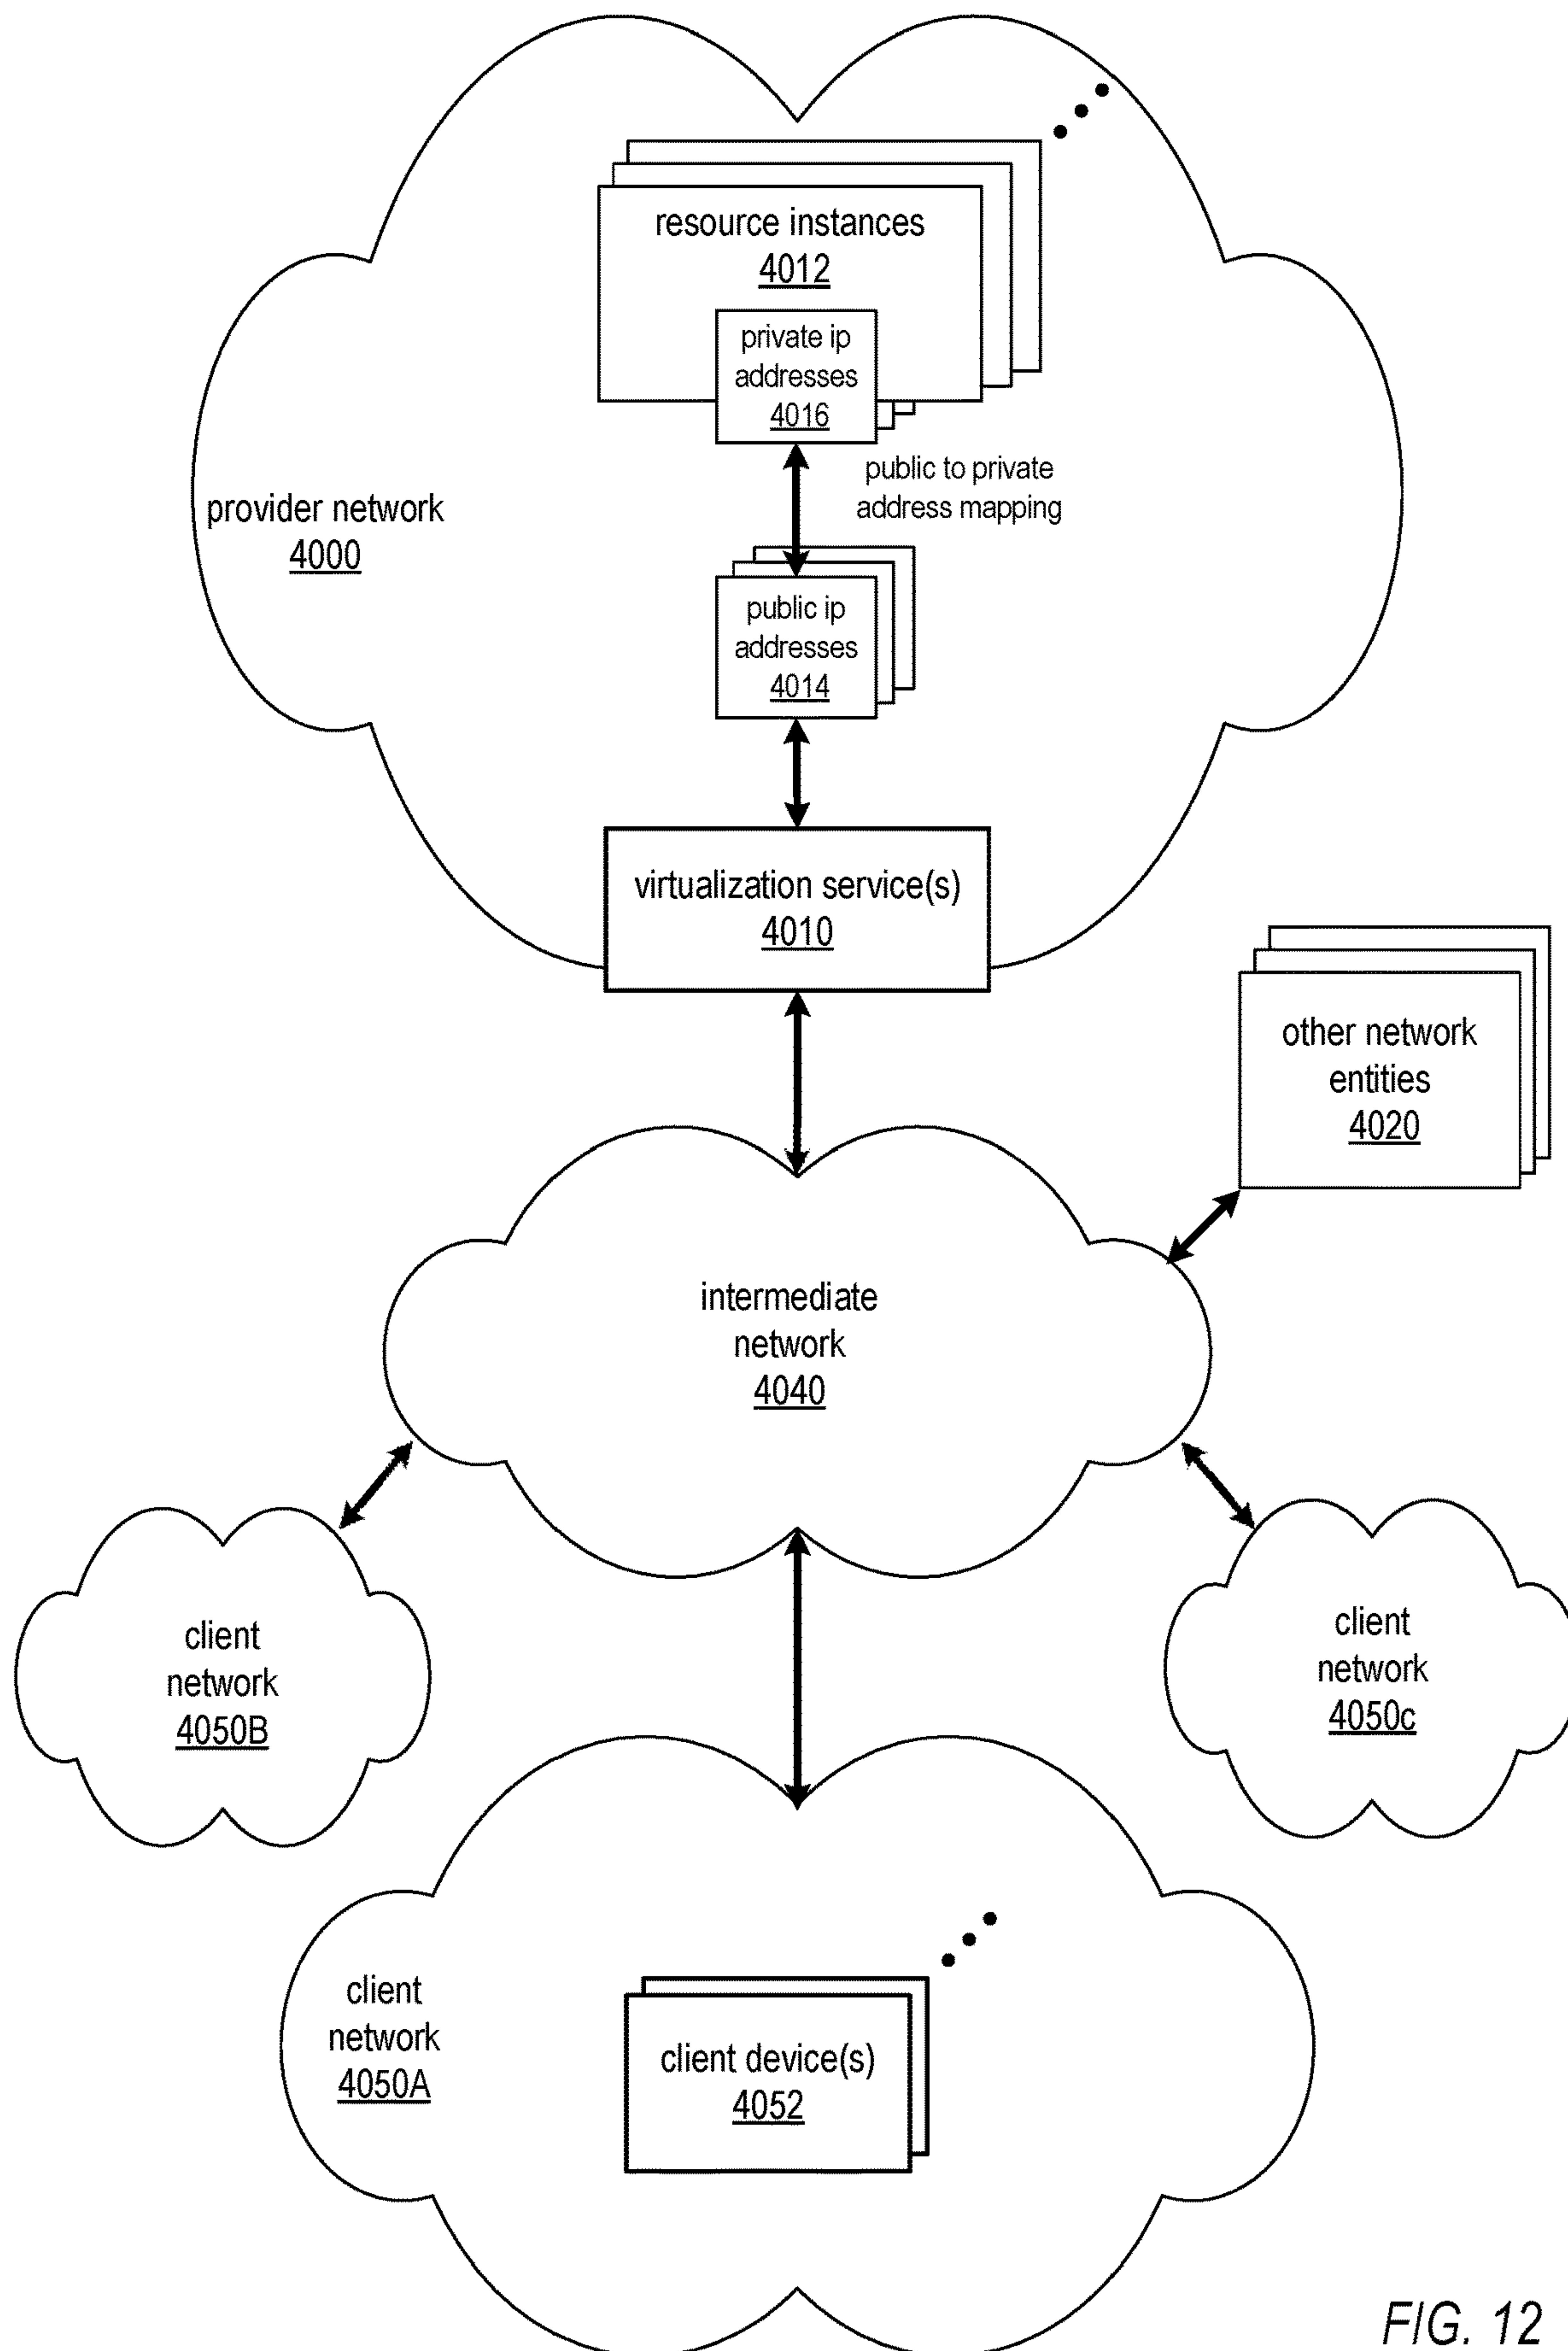 resource instances
4012
private ip
addresses
4016
public to private
address mapping
provider network
4000
public ip
addresses
4014
virtualization service(s)
4010
other network
entities
4020
intermediate
network
4040
client
network
4050B
client
network
4050c
client
network
4050A
client device(s)
4052
FIG. 12